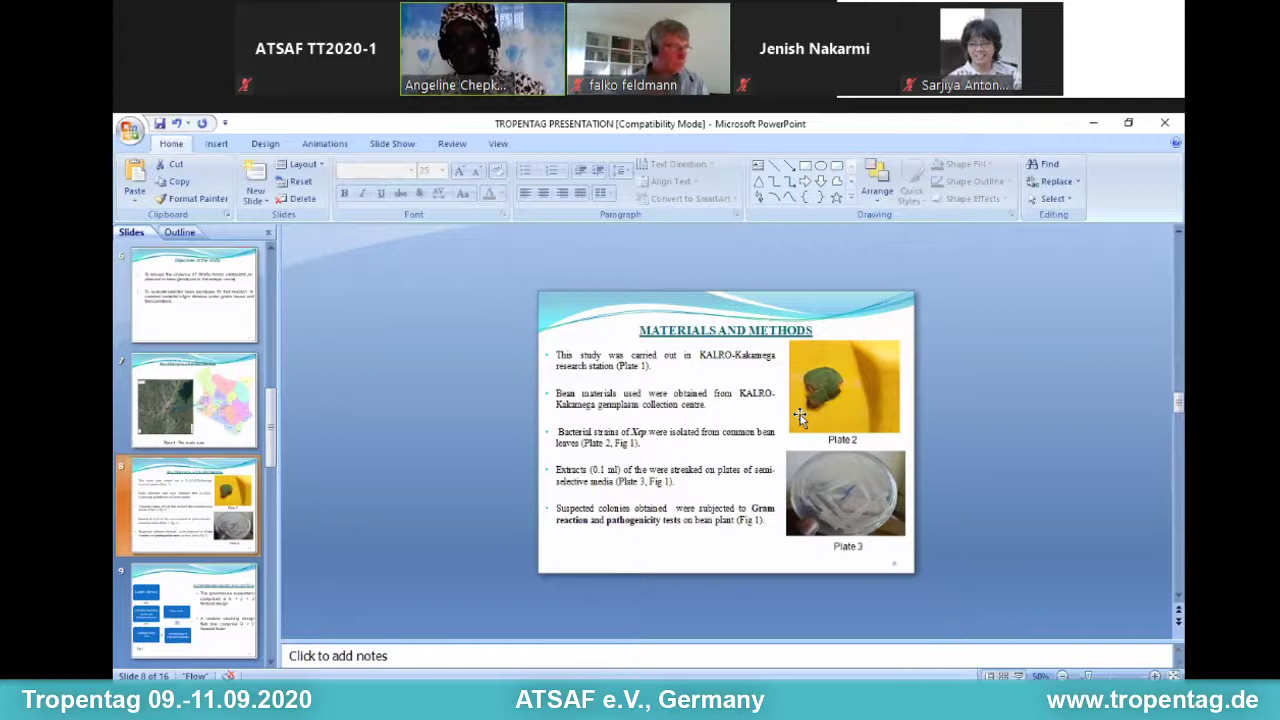 ATSAF TT2020-1
Angeline Chepk...
falko feldmann
Jenish Nakarmi
Sarjiya Anton...
TROPENTAG PRESENTATION [Compatibility Mode] - Microsoft PowerPoint
Home Insert Design Animations Slide Show Review View
Paste
Cut
Copy
Format Painter
Clipboard
New Slide
Layout
Reset
Delete
Slides
25
Font
Text Direction
Align Text
Convert to SmartArt
Paragraph
Arrange
Quick Styles
Shape Fill
Shape Outline
Shape Effects
Drawing
Find
Replace
Select
Editing
Slides Outline
7
8
9
MATERIALS AND METHODS
• This study was carried out in KALRO-Kakamega
research station (Plate 1).
• Bean materials used were obtained from KALRO-
Kakamega germplasm collection centre.
• Bacterial strains of Xcp were isolated from common bean
leaves (Plate 2, Fig 1).
• Extracts (0.1 were streaked on plates of semi-
selective media (Plate 3, Fig 1).
• Suspected colonies obtained were subjected to Gram
reaction and pathogenicity tests on bean plant (Fig 1)
Plate 2
Plate 3
Click to add notes
Slide 8 of 16 "Flow" 50%
Tropentag 09.-11.09.2020 ATSAF e.V., Germany www.tropentag.de